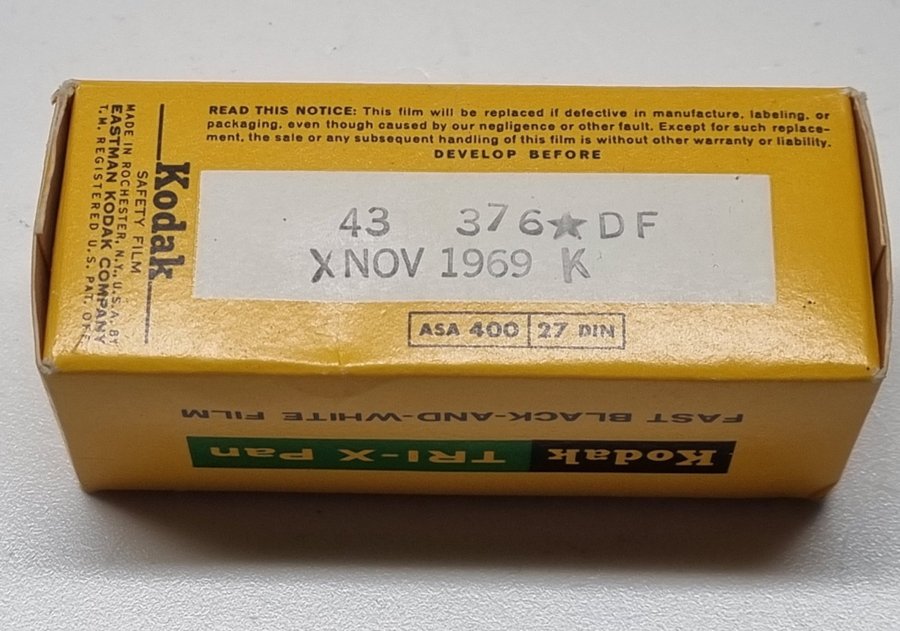 READ THIS NOTICE: This film will be replaced if defective in manufacture, labeling, or
packaging, even though caused by our negligence or other fault. Except for such replace-
ment, the sale or any subsequent handling of this film is without other warranty or liability.
DEVELOP BEFORE
43 376★DF
XNOV 1969 K
ASA 400 27 DIN
Kodak
SAFETY FILM
MADE IN ROCHESTER, N.Y., U.S.A. BY
EASTMAN KODAK COMPANY
T.M. REGISTERED U.S. PAT. OFF.
Kodak TRI-X Pan
FAST BLACK-AND-WHITE FILM